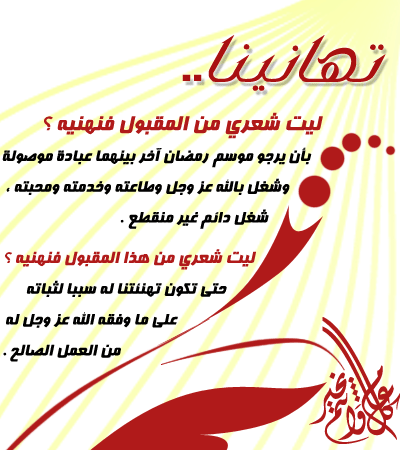 تهانينا..
ليت شعري من المقبول فنهنيه ؟
بأن يرجو موسم رمضان آخر بينهما عبادة موصولة
وشغل بالله عز وجل وطاعته وخدمته ومحبته ،
شغل دائم غير منقطع .
ليت شعري من هذا المقبول فنهنيه ؟
حتى تكون تهنئتنا له سببا لثباته
على ما وفقه الله عز وجل له
من العمل الصالح .
كل عام وانتم بخير